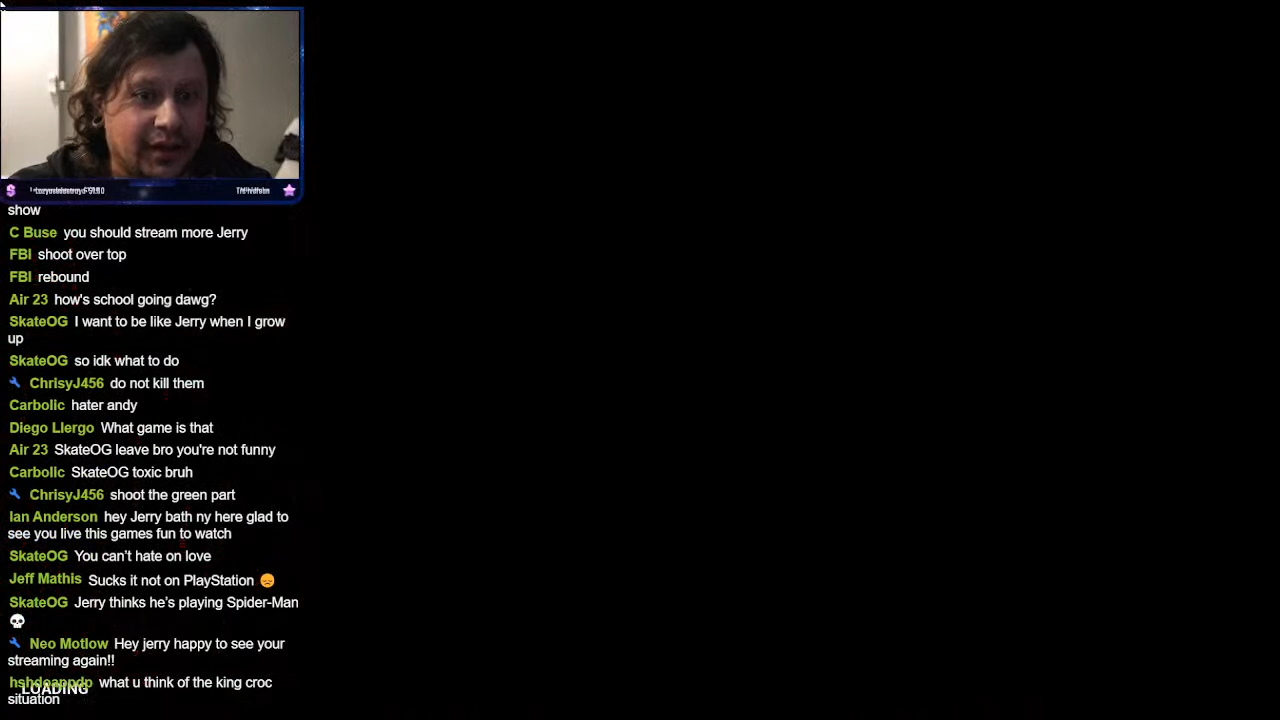 show
C Buse you should stream more Jerry
FBI shoot over top
FBI rebound
Air 23 how's school going dawg?
SkateOG I want to be like Jerry when I grow
up
SkateOG so idk what to do
ChrisyJ456 do not kill them
Carbolic hater andy
Diego Llergo What game is that
Air 23 SkateOG leave bro you're not funny
Carbolic SkateOG toxic bruh
ChrisyJ456 shoot the green part
Ian Anderson hey Jerry bath ny here glad to
see you live this games fun to watch
SkateOG You can't hate on love
Jeff Mathis Sucks it not on PlayStation 😞
SkateOG Jerry thinks he's playing Spider-Man
💀
Neo Motlow Hey jerry happy to see your
streaming again!!
what u think of the king croc
LOADING
situation